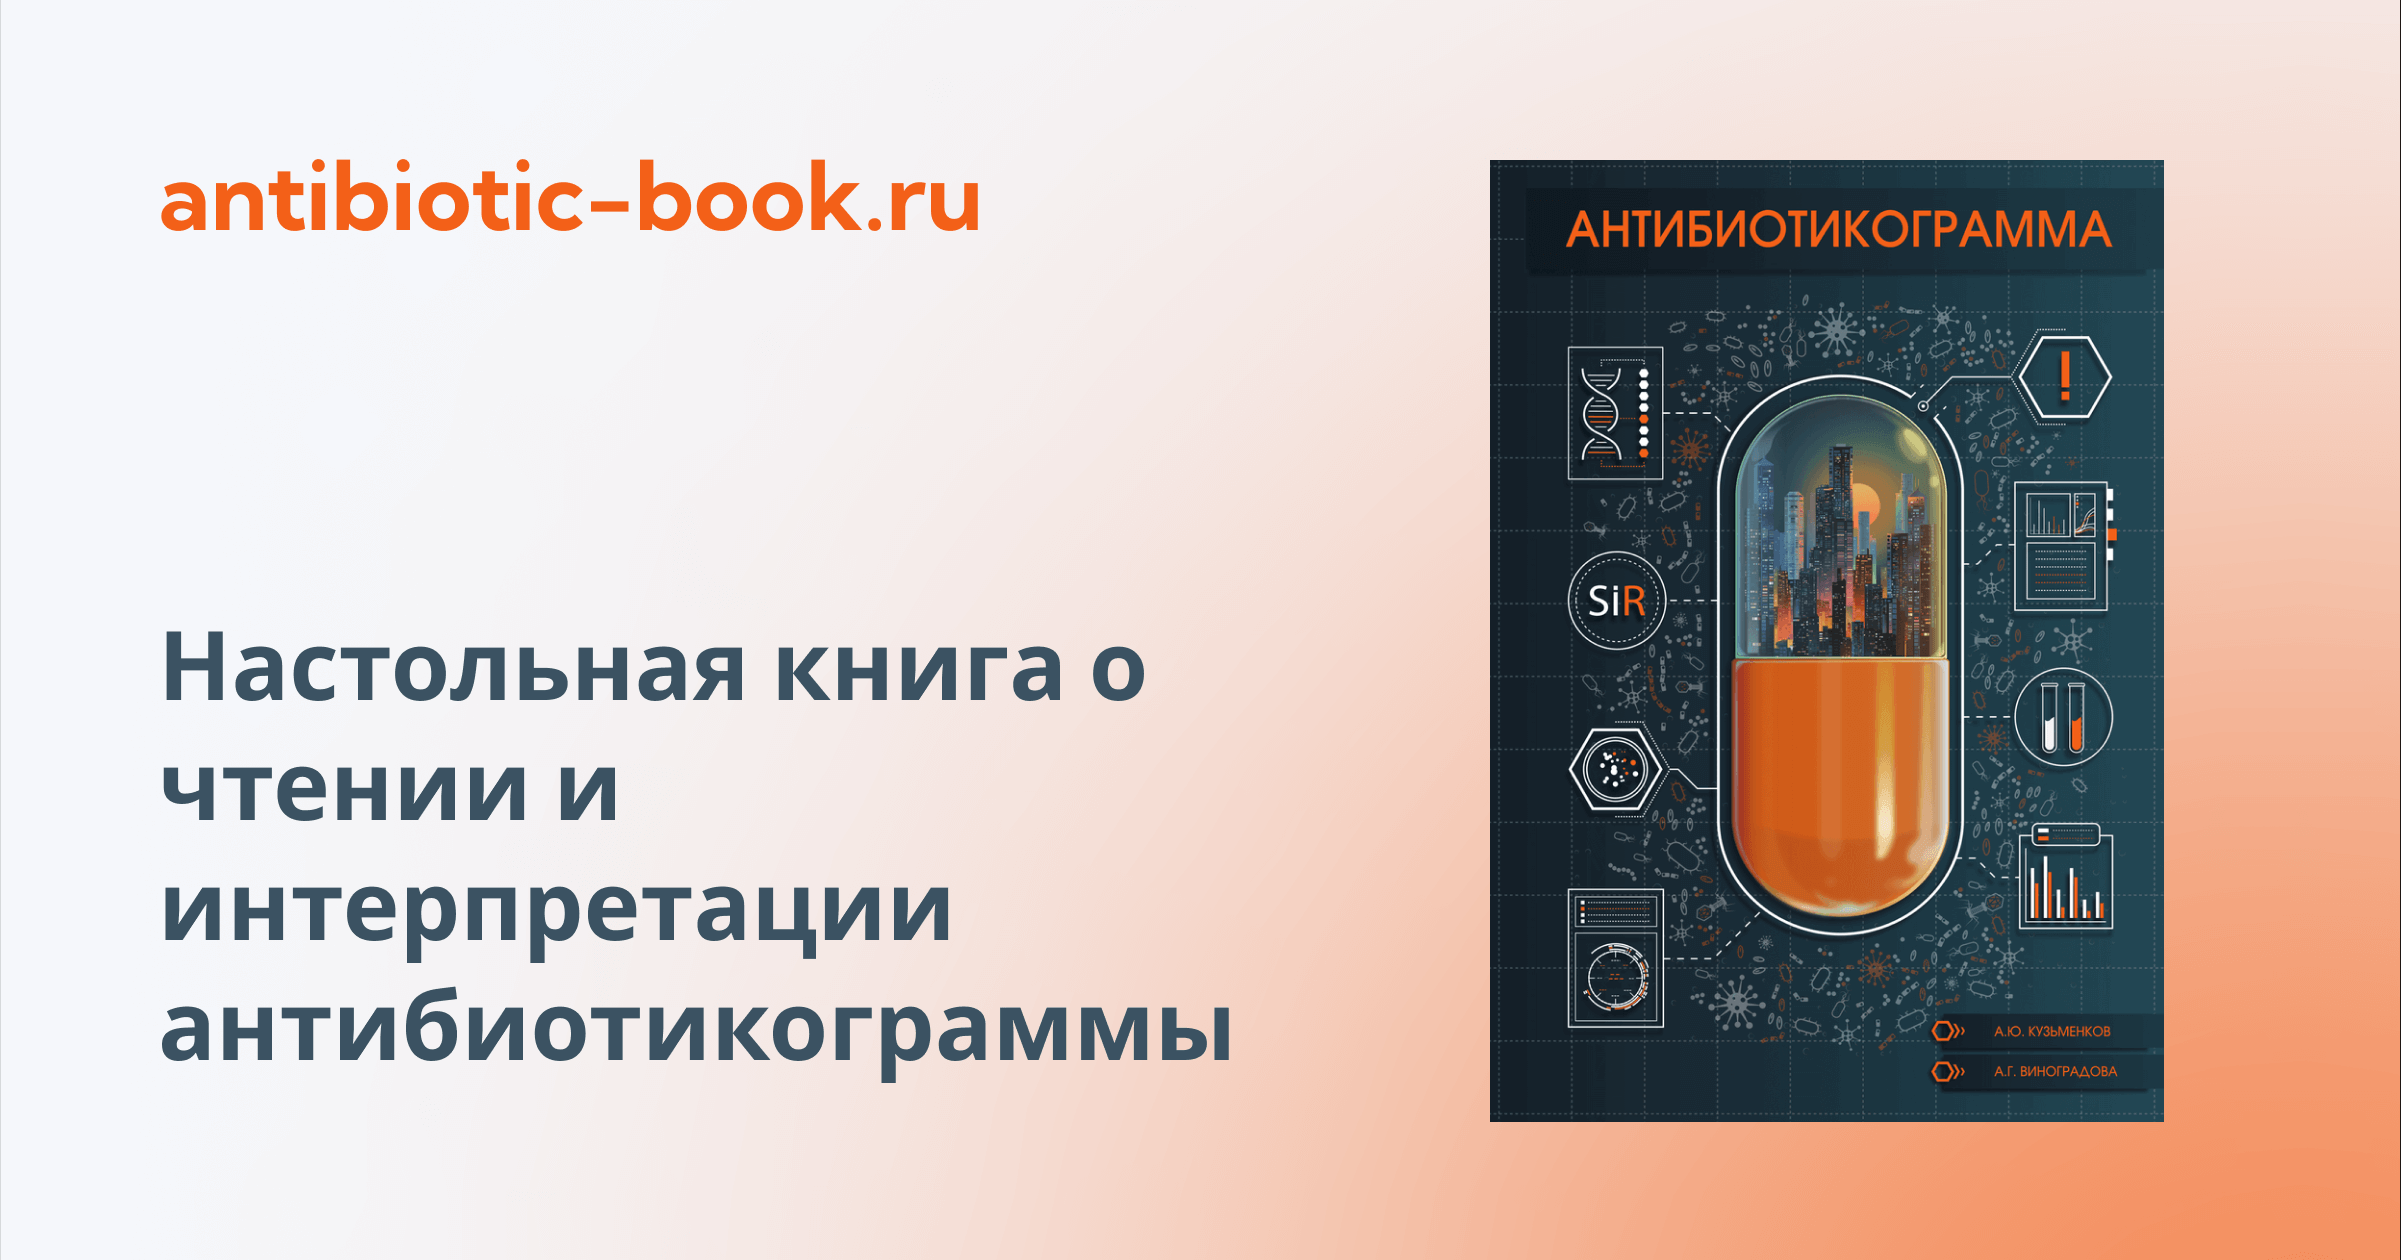 antibiotic-book.ru
Настольная книга о
чтении и
интерпретации
антибиотикограммы
АНТИБИОТИКОГРАММА
!
SiR
А.Ю. КУЗЬМЕНКОВ
А.Г. ВИНОГРАДОВА